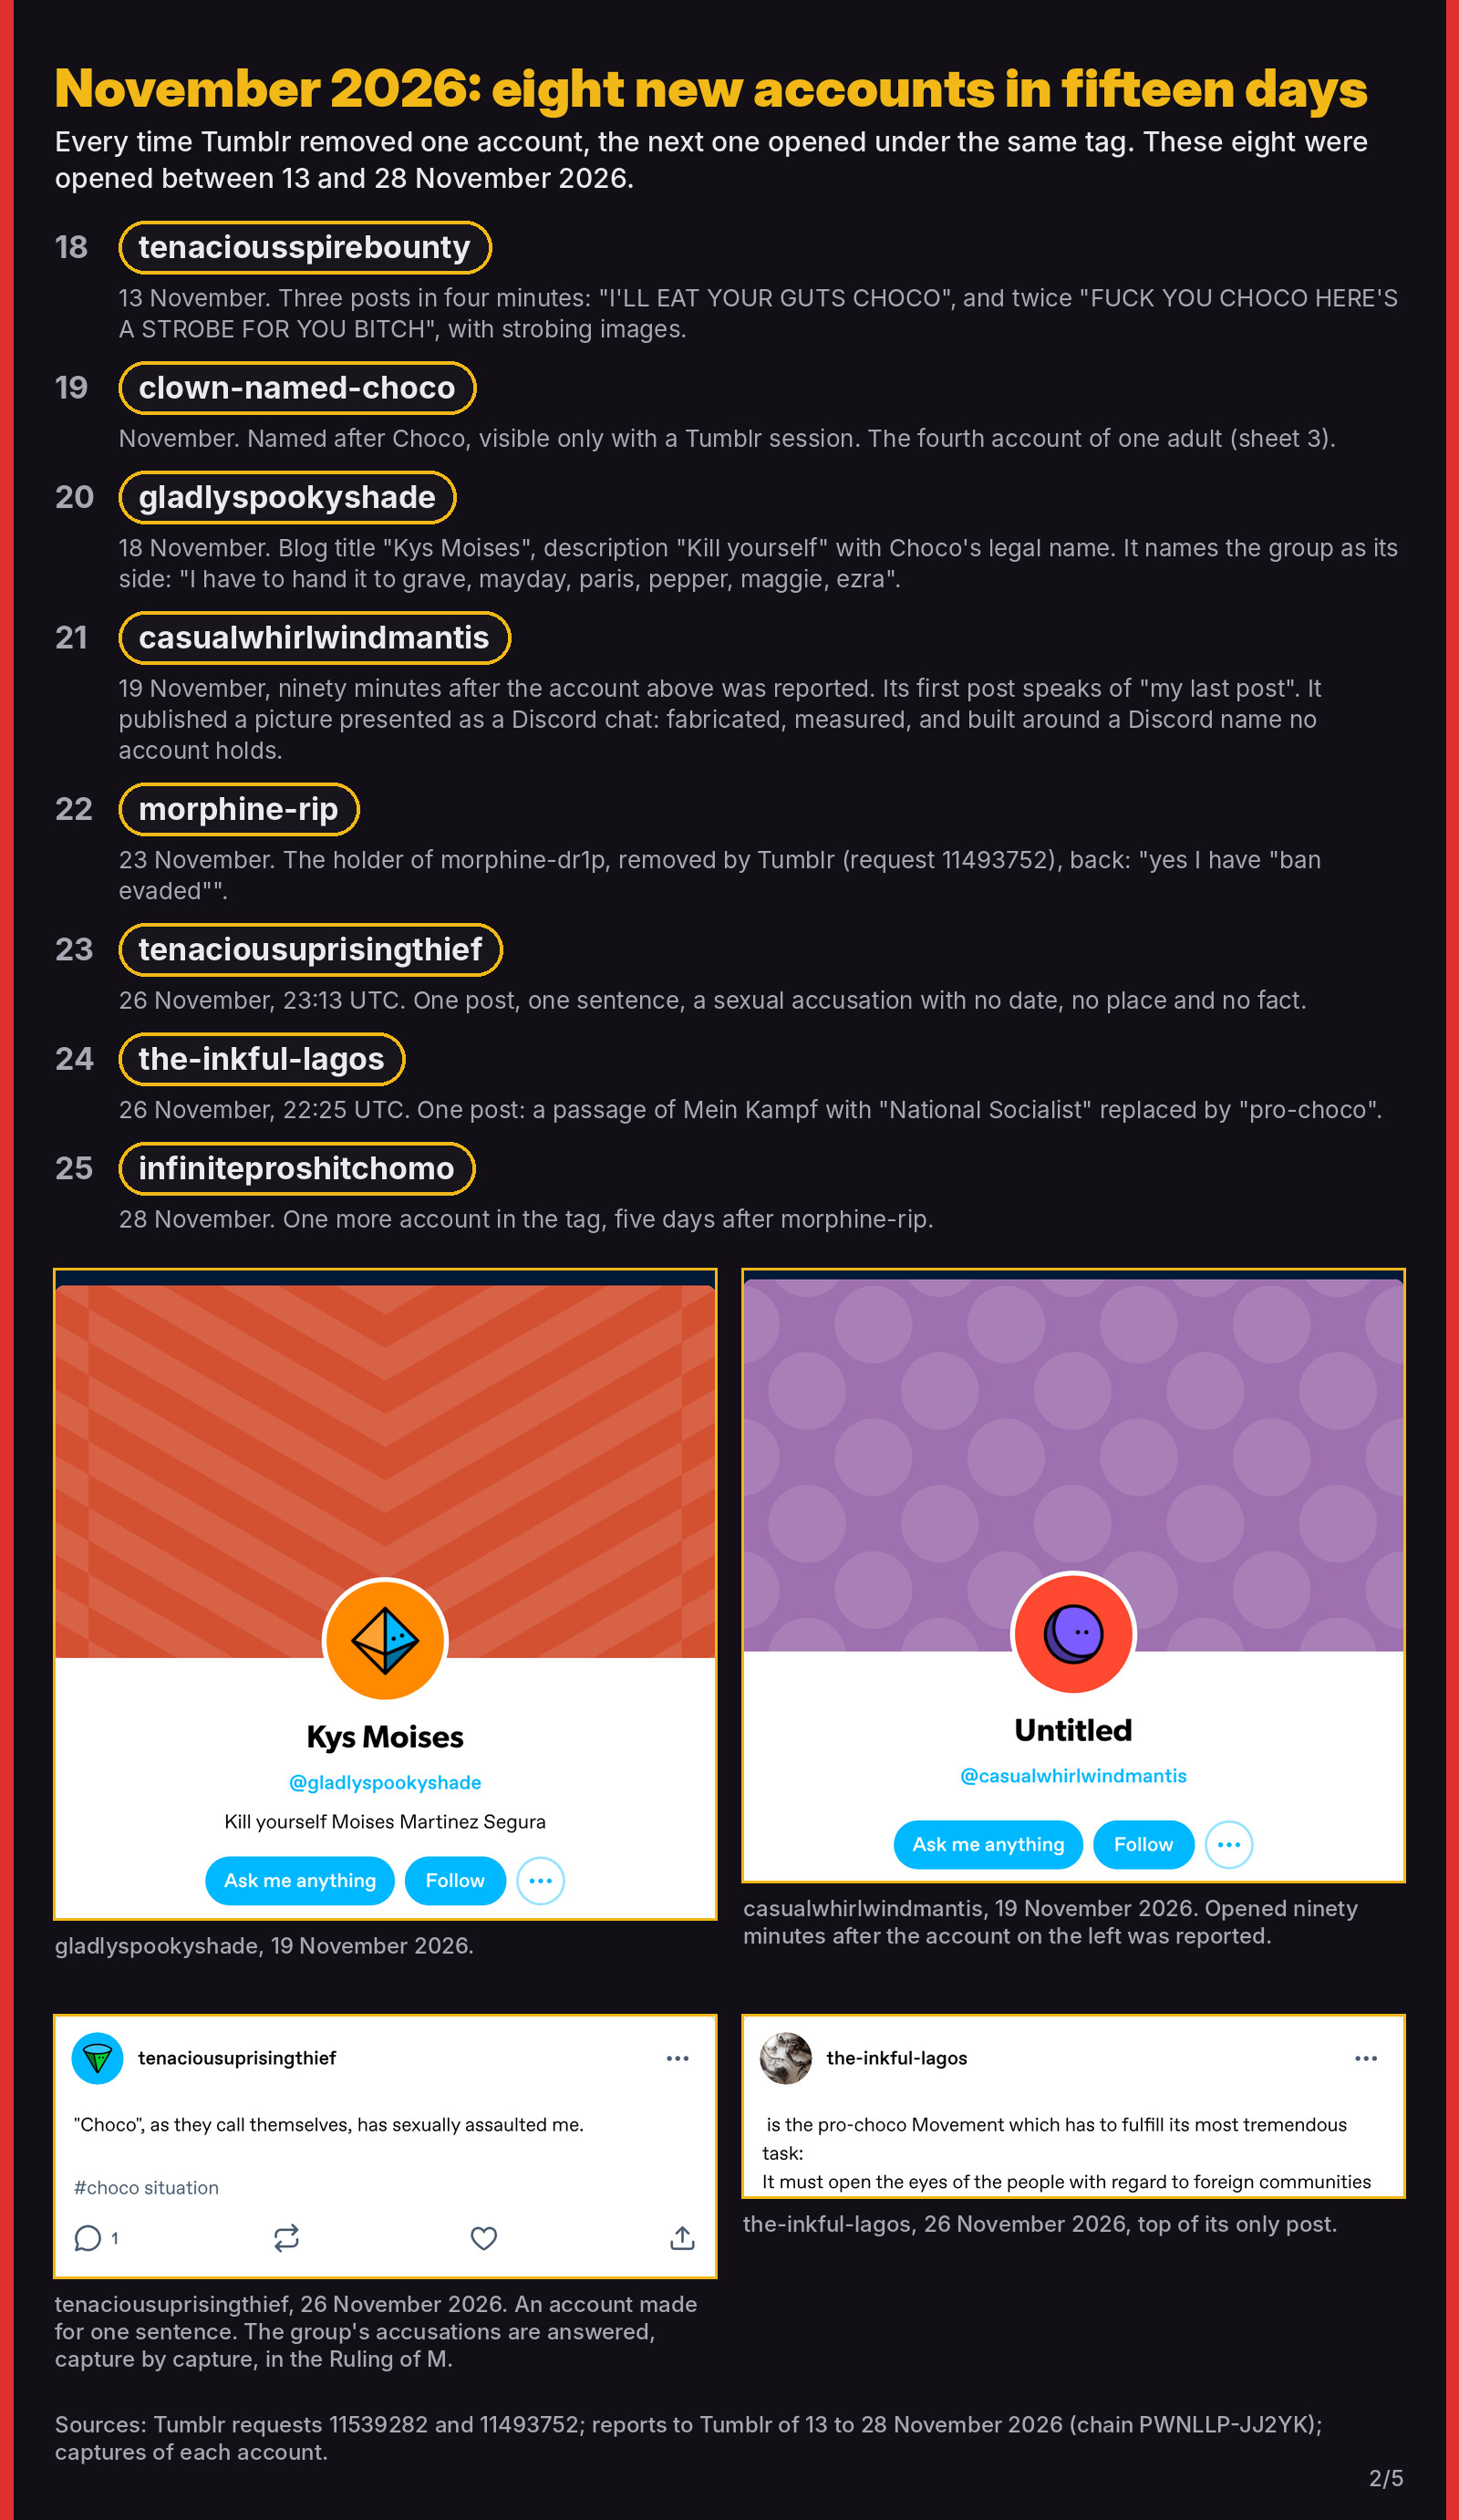 November 2026: eight new accounts in fifteen days
Every time Tumblr removed one account, the next one opened under the same tag. These eight were
opened between 13 and 28 November 2026.
18 tenaciousspirebounty
13 November. Three posts in four minutes: "I'LL EAT YOUR GUTS CHOCO", and twice "FUCK YOU CHOCO HERE'S
A STROBE FOR YOU BITCH", with strobing images.
19 clown-named-choco
November. Named after Choco, visible only with a Tumblr session. The fourth account of one adult (sheet 3).
20 gladlyspookyshade
18 November. Blog title "Kys Moises", description "Kill yourself" with Choco's legal name. It names the group as its
side: "I have to hand it to grave, mayday, paris, pepper, maggie, ezra".
21 casualwhirlwindmantis
19 November, ninety minutes after the account above was reported. Its first post speaks of "my last post". It
published a picture presented as a Discord chat: fabricated, measured, and built around a Discord name no
account holds.
22 morphine-rip
23 November. The holder of morphine-dr1p, removed by Tumblr (request 11493752), back: "yes I have "ban
evaded"".
23 tenaciousuprisingthief
26 November, 23:13 UTC. One post, one sentence, a sexual accusation with no date, no place and no fact.
24 the-inkful-lagos
26 November, 22:25 UTC. One post: a passage of Mein Kampf with "National Socialist" replaced by "pro-choco".
25 infiniteproshitchomo
28 November. One more account in the tag, five days after morphine-rip.
Kys Moises
@gladlyspookyshade
Kill yourself Moises Martinez Segura
Ask me anything Follow
gladlyspookyshade, 19 November 2026.
Untitled
@casualwhirlwindmantis
Ask me anything Follow
casualwhirlwindmantis, 19 November 2026. Opened ninety
minutes after the account on the left was reported.
tenaciousuprisingthief
"Choco", as they call themselves, has sexually assaulted me.
#choco situation
1
tenaciousuprisingthief, 26 November 2026. An account made
for one sentence. The group's accusations are answered,
capture by capture, in the Ruling of M.
the-inkful-lagos
is the pro-choco Movement which has to fulfill its most tremendous
task:
It must open the eyes of the people with regard to foreign communities
the-inkful-lagos, 26 November 2026, top of its only post.
Sources: Tumblr requests 11539282 and 11493752; reports to Tumblr of 13 to 28 November 2026 (chain PWNLLP-JJ2YK);
captures of each account.
2/5